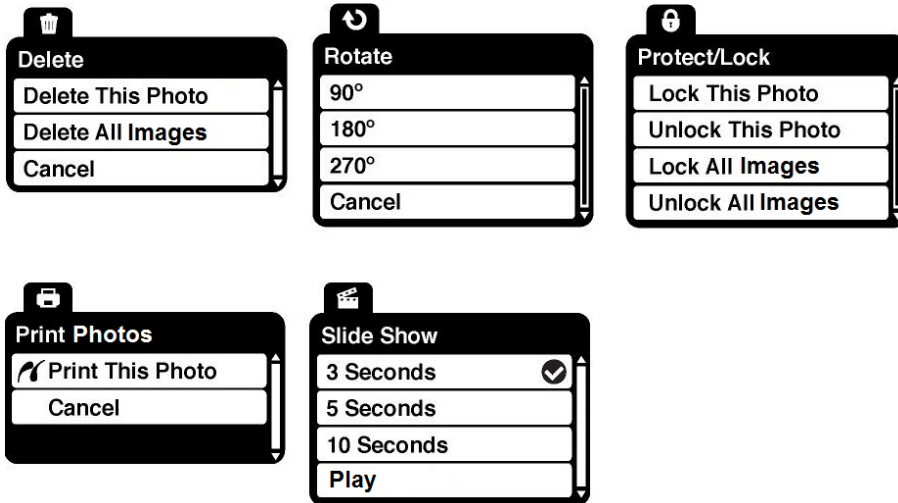 Delete
Delete This Photo
Delete All Images
Cancel
Rotate
90°
180°
270°
Cancel
Protect/Lock
Lock This Photo
Unlock This Photo
Lock All Images
Unlock All Images
Print Photos
Print This Photo
Cancel
Slide Show
3 Seconds
5 Seconds
10 Seconds
Play